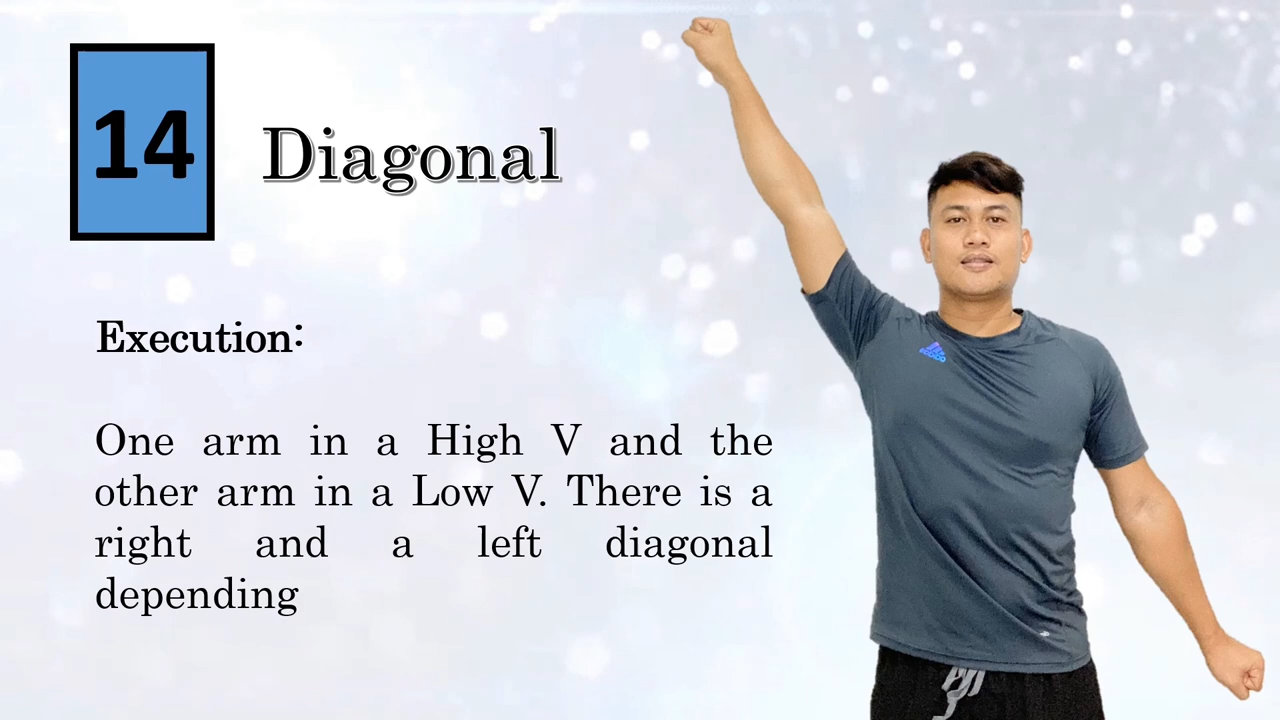 14
Diagonal
Execution:
One arm in a High V and the
other arm in a Low V. There is a
right and a left diagonal
depending
adidas